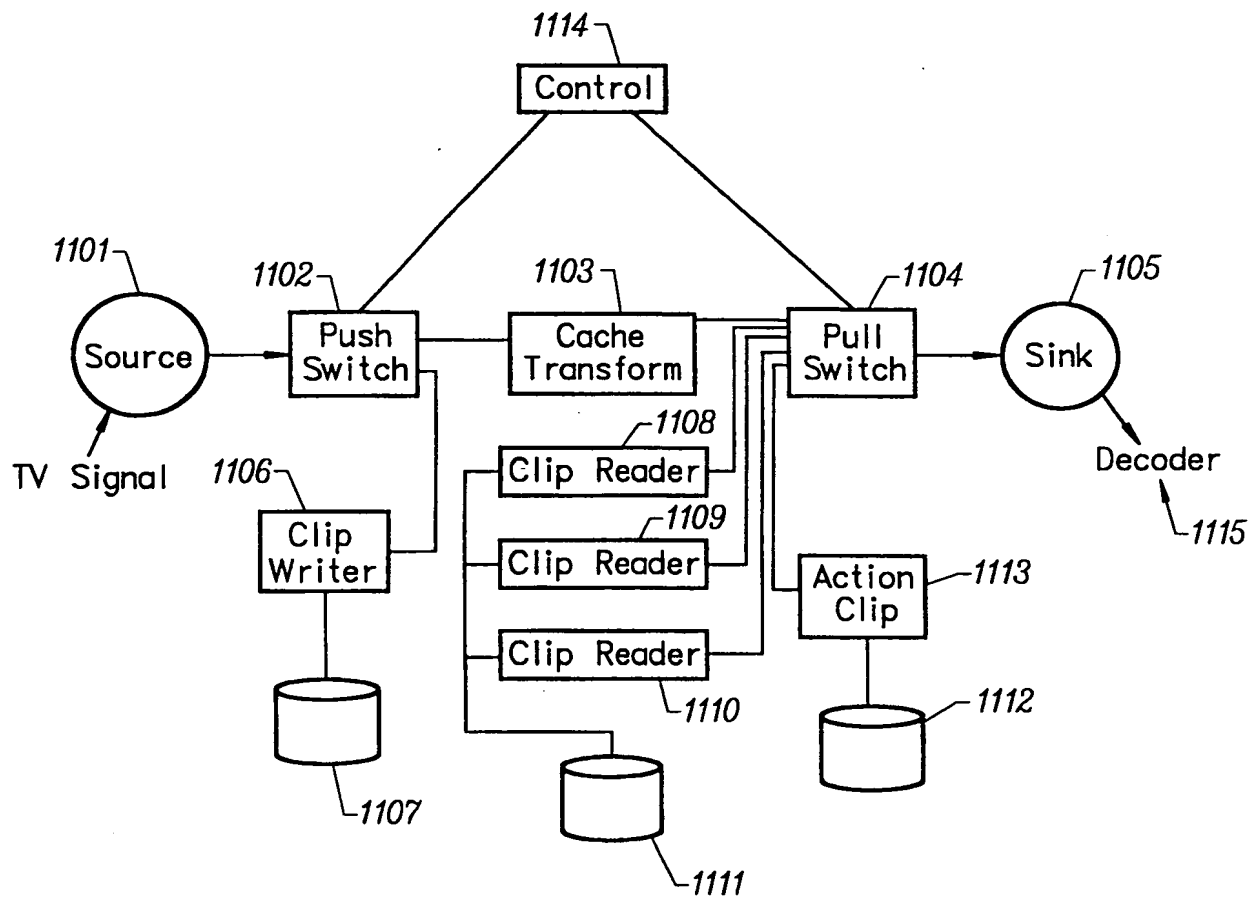 1114
Control
1101
1102
1103
1104
1105
Source
Push
Switch
Cache
Transform
Pull
Switch
Sink
TV Signal
1106
1108
Clip Reader
Decoder
1115
Clip
Writer
1109
Clip Reader
Action
Clip
1113
Clip Reader
1110
1112
1107
1111